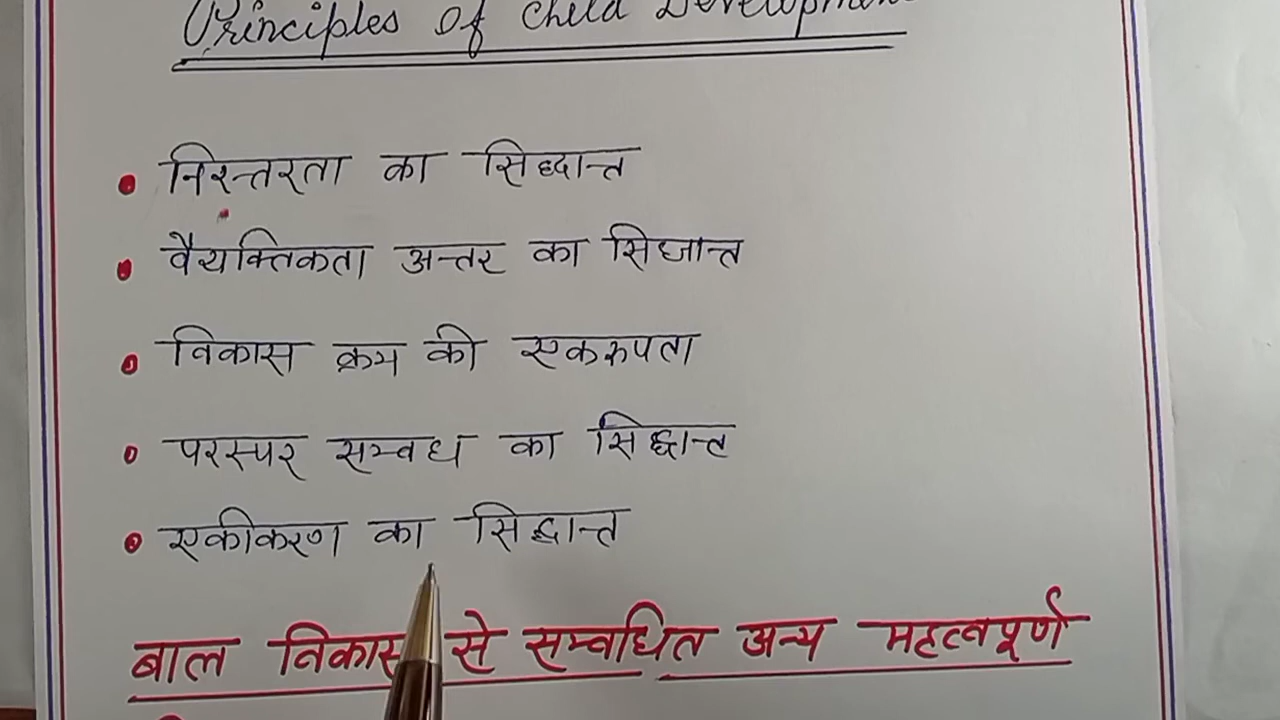 Principles of Child Development
निरन्तरता का सिध्दान्त
वैयक्तिकता अन्तर का सिध्दान्त
विकास क्रम की एकरुपता
परस्पर सम्बध का सिद्धान्त
एकीकरण का सिद्धान्त
बाल विकास से सम्बधित अन्य महत्वपूर्ण